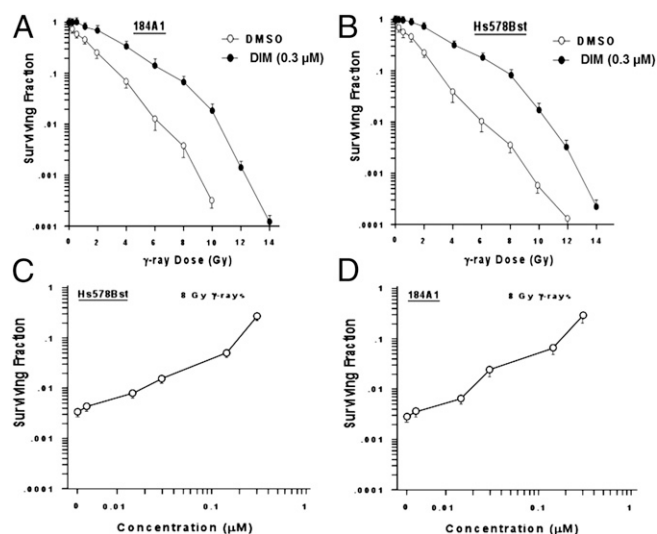 A
184A1
DMSO
DIM (0.3 μM)
Surviving Fraction
1
.1
.01
.001
.0001
0 2 4 6 8 10 12 14
γ-ray Dose (Gy)
B
Hs578Bst
DMSO
DIM (0.3 μM)
Surviving Fraction
1
.1
.01
.001
.0001
0 2 4 6 8 10 12 14
γ-ray Dose (Gy)
C
Hs578Bst
8 Gy γ-rays
Surviving Fraction
1
.1
.01
.001
.0001
0 0.01 0.1 1
Concentration (μM)
D
184A1
8 Gy γ-rays
Surviving Fraction
1
.1
.01
.001
.0001
0 0.01 0.1 1
Concentration (μM)